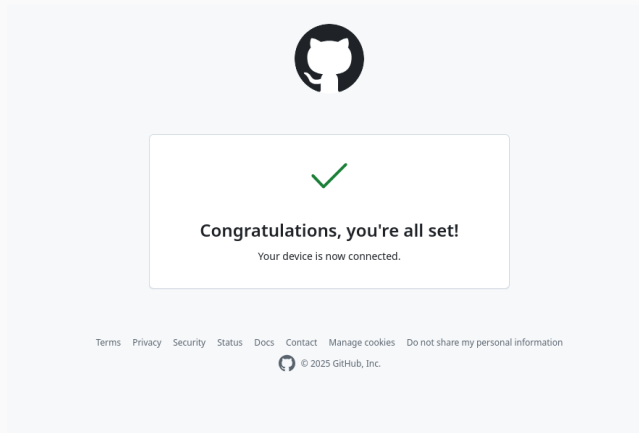 Congratulations, you're all set!
Your device is now connected.
Terms Privacy Security Status Docs Contact Manage cookies Do not share my personal information
© 2025 GitHub, Inc.